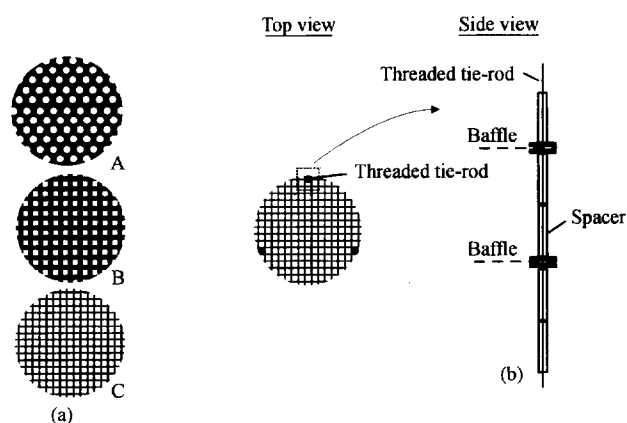 Top view
Side view
Threaded tie-rod
Baffle
Threaded tie-rod
Spacer
Baffle
A
B
C
(a)
(b)